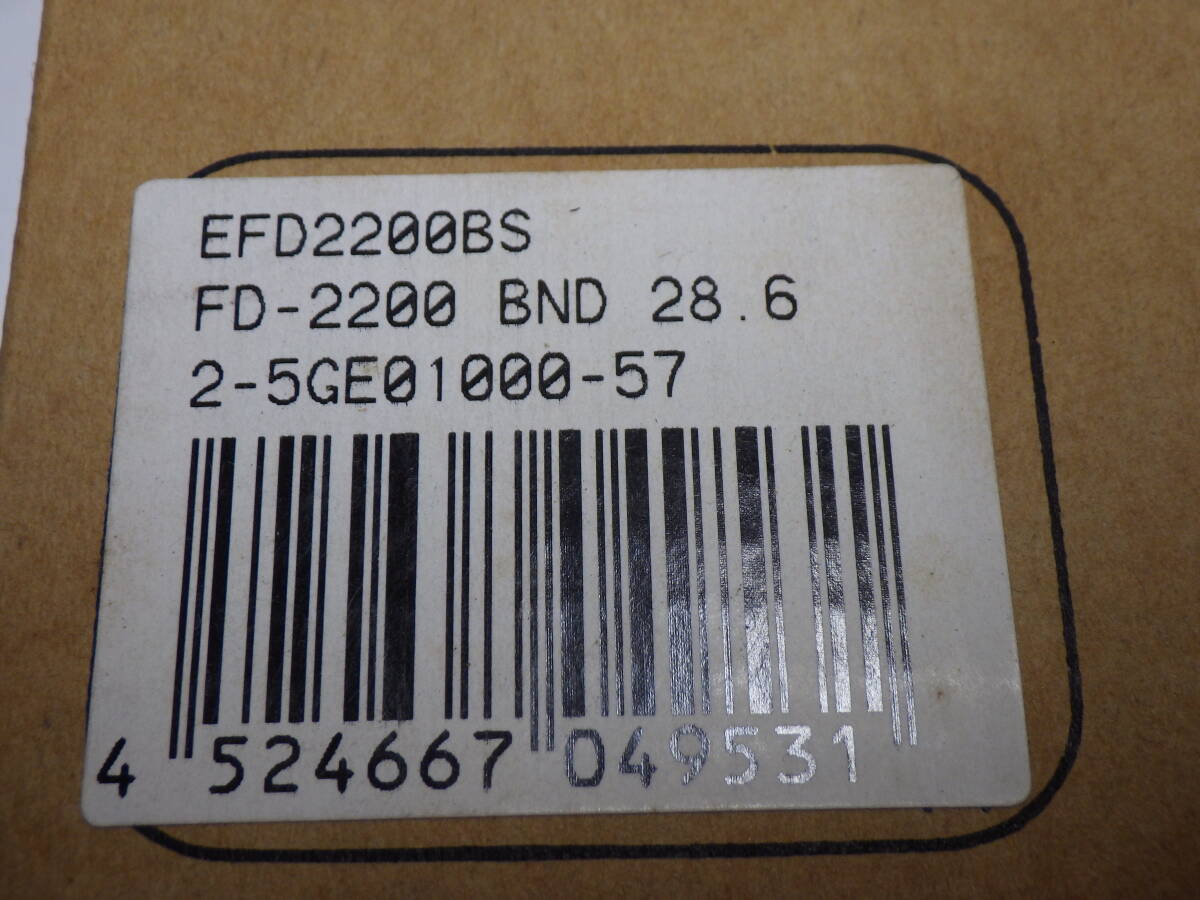 EFD2200BS
FD-2200 BND 28.6
2-5GE01000-57
4 524667 049531